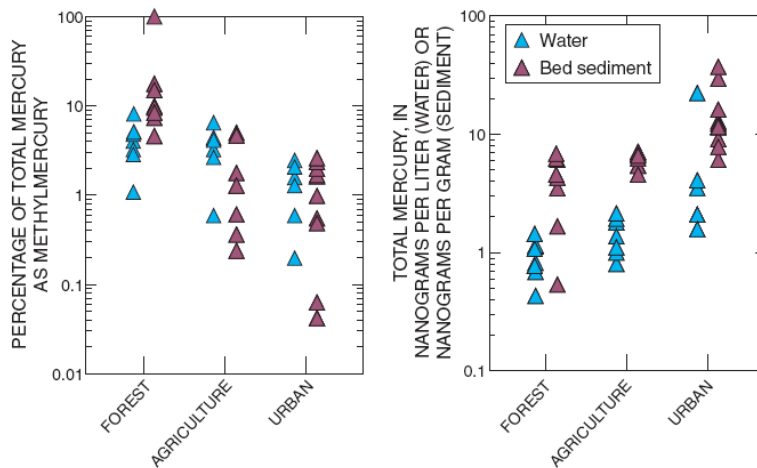 PERCENTAGE OF TOTAL MERCURY
AS METHYLMERCURY
100
10
1
0.1
0.01
FOREST
AGRICULTURE
URBAN
TOTAL MERCURY, IN
NANOGRAMS PER LITER (WATER) OR
NANOGRAMS PER GRAM (SEDIMENT)
100
10
1
0.1
Water
Bed sediment
FOREST
AGRICULTURE
URBAN